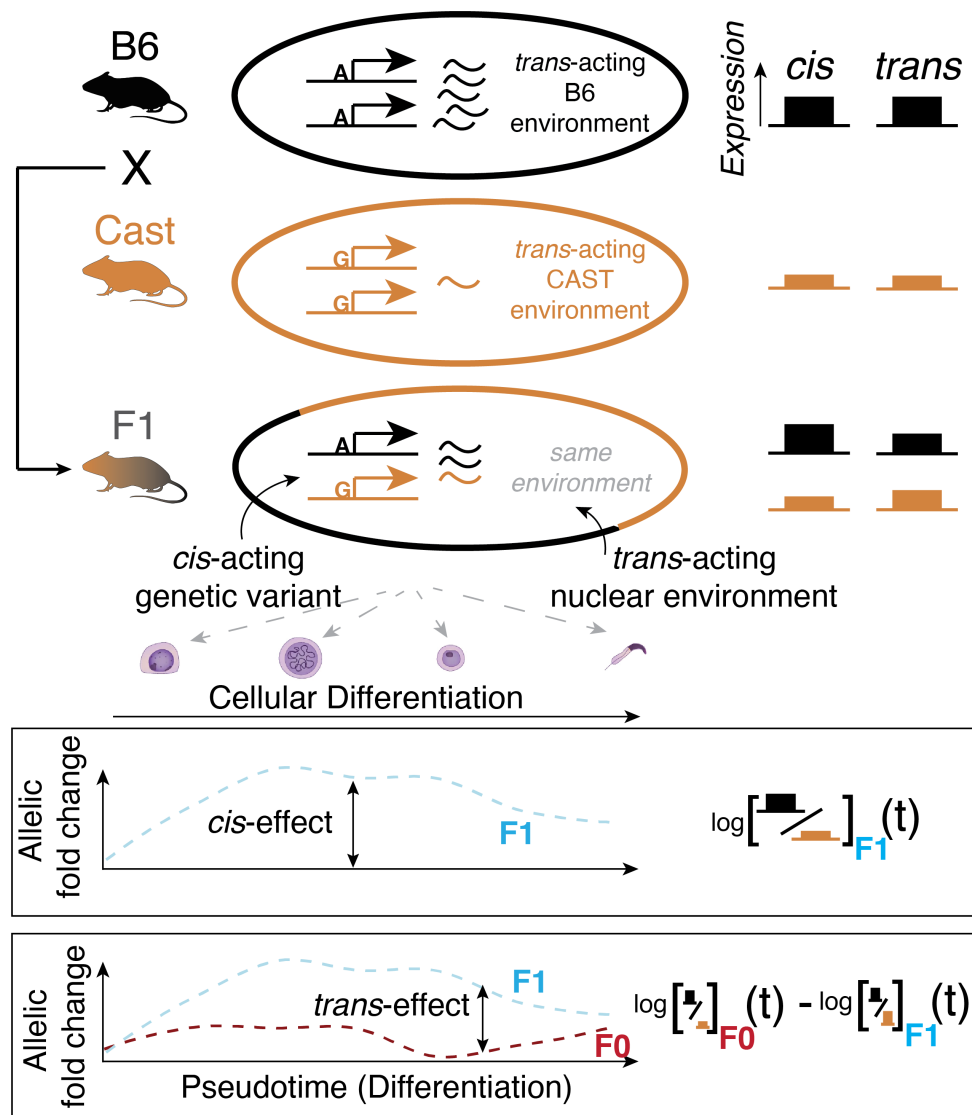 B6
A
A
trans-acting
B6
environment
Expression
cis trans
X
Cast
G
G
trans-acting
CAST
environment
F1
A
G
same
environment
cis-acting
genetic variant
trans-acting
nuclear environment
Cellular Differentiation
Allelic
fold change
cis-effect
F1
log[ / ]F1(t)
Allelic
fold change
trans-effect
F1
F0
log[ / ]F0(t) - log[ / ]F1(t)
Pseudotime (Differentiation)